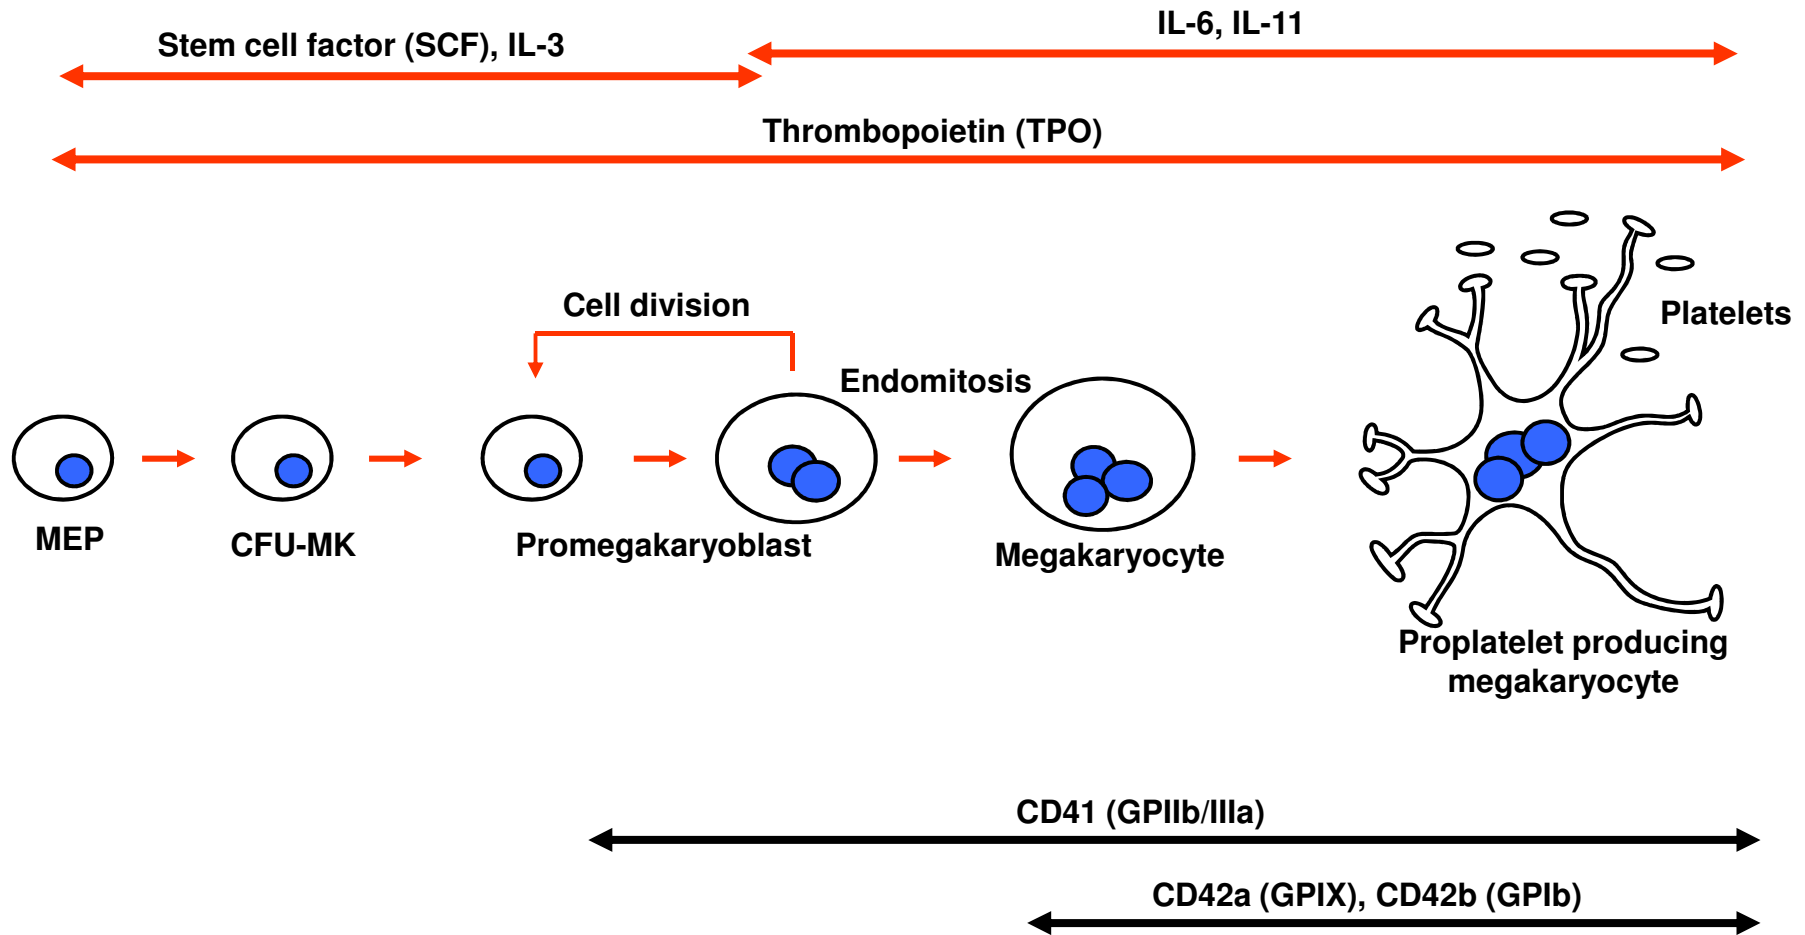 IL-6, IL-11
Stem cell factor (SCF), IL-3
Thrombopoietin (TPO)
Cell division
Platelets
Endomitosis
MEP
CFU-MK
Promegakaryoblast
Megakaryocyte
Proplatelet producing
megakaryocyte
CD41 (GPIIb/IIIa)
CD42a (GPIX), CD42b (GPIb)